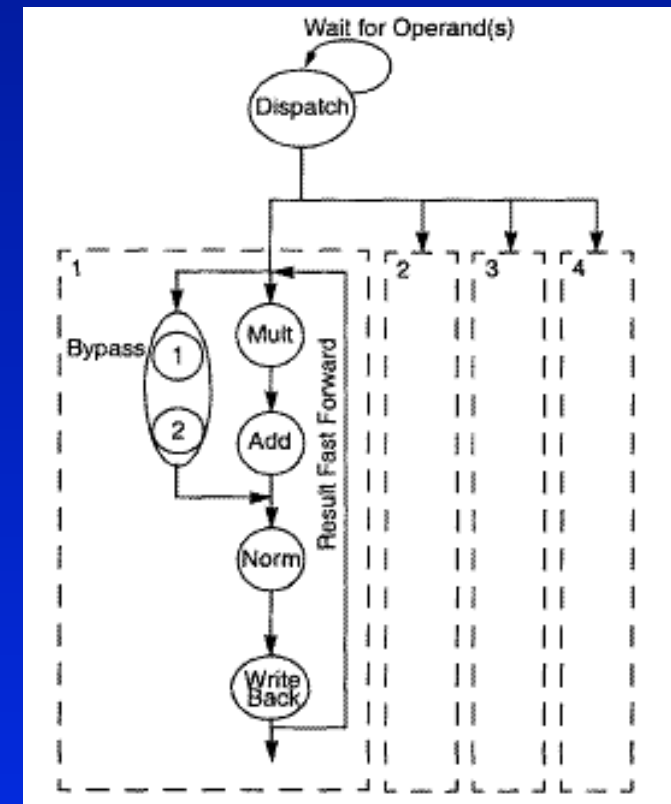 Wait for Operand(s)
Dispatch
1
2
3
4
Bypass
1
Mult
2
Add
Result Fast Forward
Norm
Write
Back